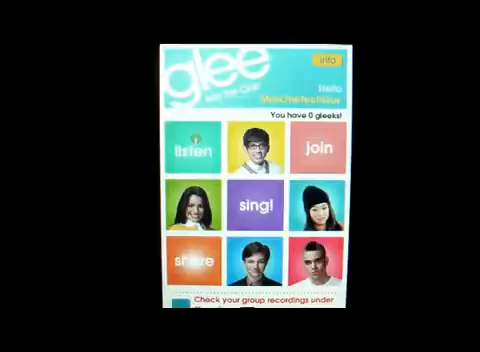 glee
info
Hello
You have 0 gleeks!
listen
join
sing!
share
Check your group recordings under